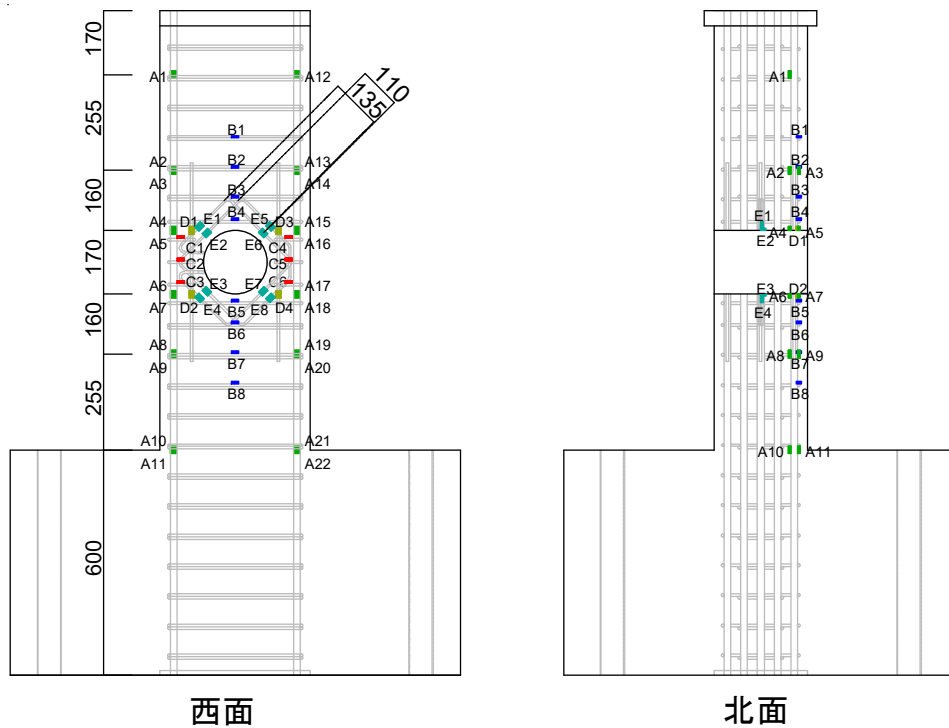 170
255
160
170
160
255
600
110
135
A1
A12
B1
A2
B2
A13
A3
B3
A14
A4
D1
E1
B4
E5
D3
A15
A5
C1
E2
E6
C4
A16
C2
C5
A6
C3
E3
E7
C6
A17
A7
D2
E4
B5
E8
D4
A18
B6
A8
A19
A9
B7
A20
B8
A10
A21
A11
A22
西面
A1
B1
B2
A2
A3
B3
E1
B4
A4
A5
E2
D1
E3
D2
A6
A7
E4
B5
B6
A8
A9
B7
B8
A10
A11
北面